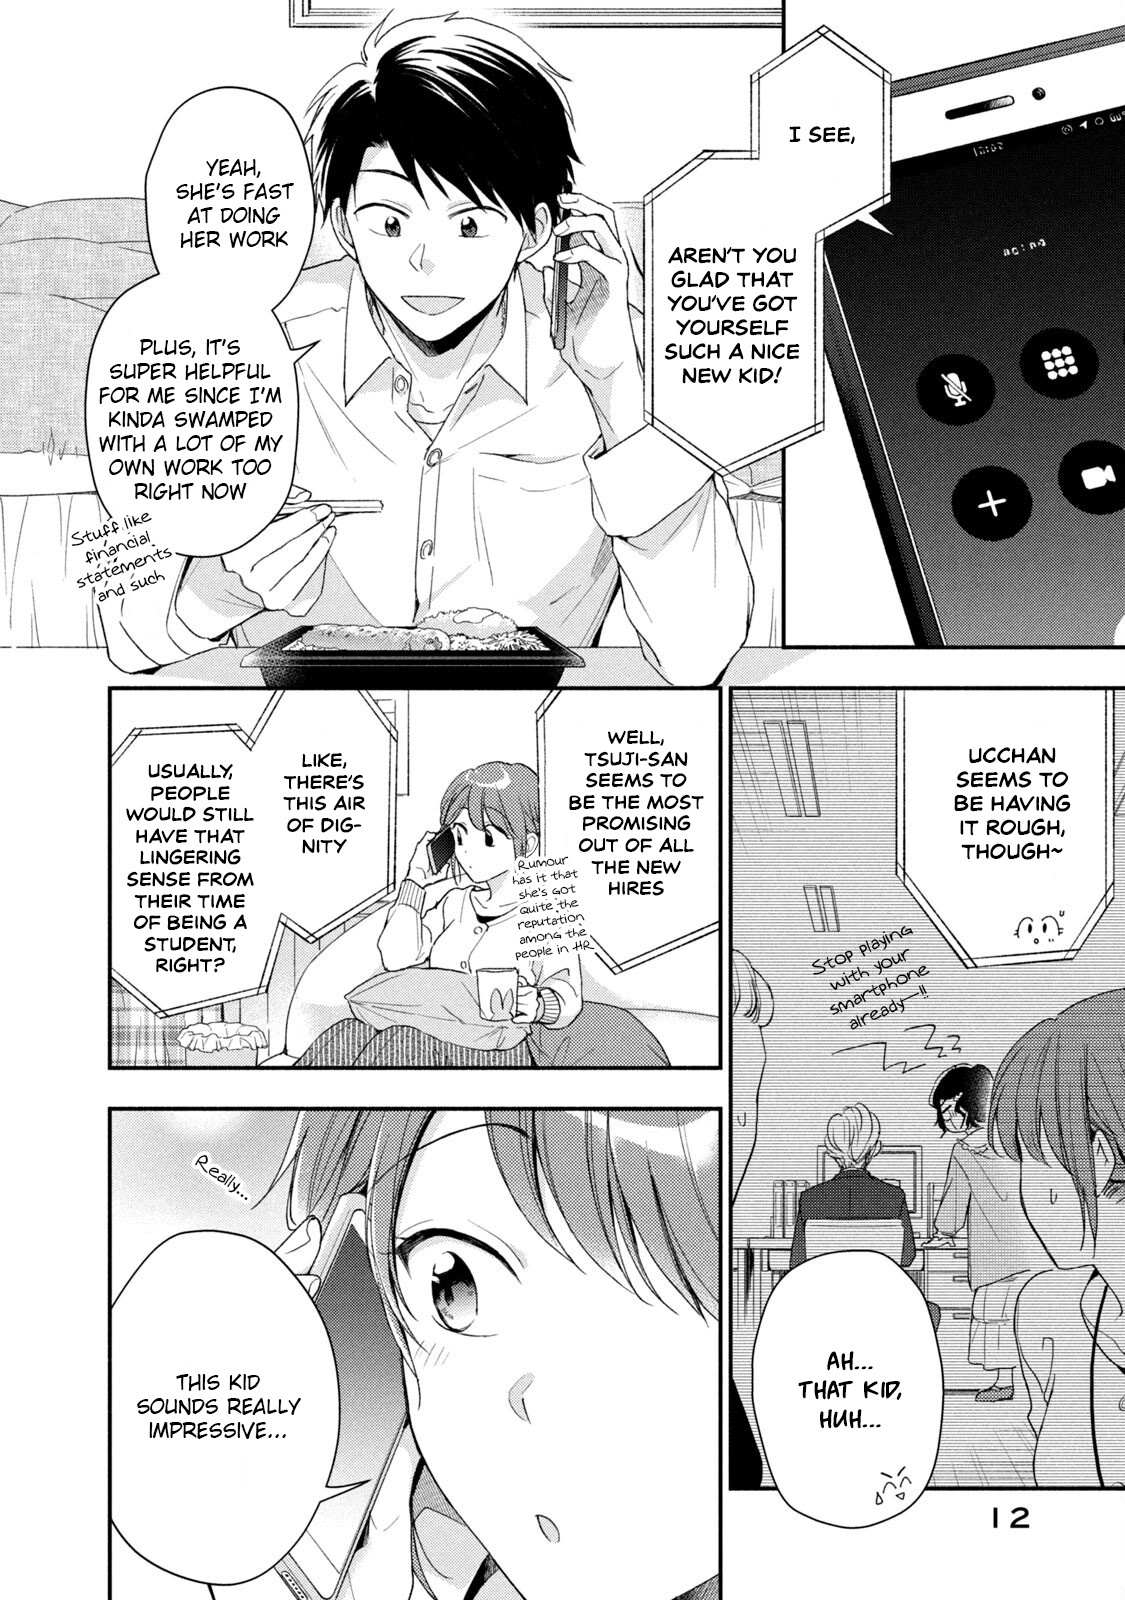 I SEE,
AREN'T YOU
GLAD THAT
YOU'VE GOT
YOURSELF
SUCH A NICE
NEW KID!
YEAH,
SHE'S FAST
AT DOING
HER WORK
PLUS, IT'S
SUPER HELPFUL
FOR ME SINCE I'M
KINDA SWAMPED
WITH A LOT OF MY
OWN WORK TOO
RIGHT NOW
Stuff like
financial
statements
and such
UCCHAN
SEEMS TO
BE HAVING
IT ROUGH,
THOUGH~
Stop playing
with your
smartphone
already—!!
AH...
THAT KID,
HUH...
WELL,
TSUJI-SAN
SEEMS TO
BE THE MOST
PROMISING
OUT OF ALL
THE NEW
HIRES
Rumour
has it that
she's got
quite the
reputation
among the
people in HR
LIKE,
THERE'S
THIS AIR
OF DIG-
NITY
USUALLY,
PEOPLE
WOULD STILL
HAVE THAT
LINGERING
SENSE FROM
THEIR TIME
OF BEING A
STUDENT,
RIGHT?
Really...
THIS KID
SOUNDS REALLY
IMPRESSIVE...
12